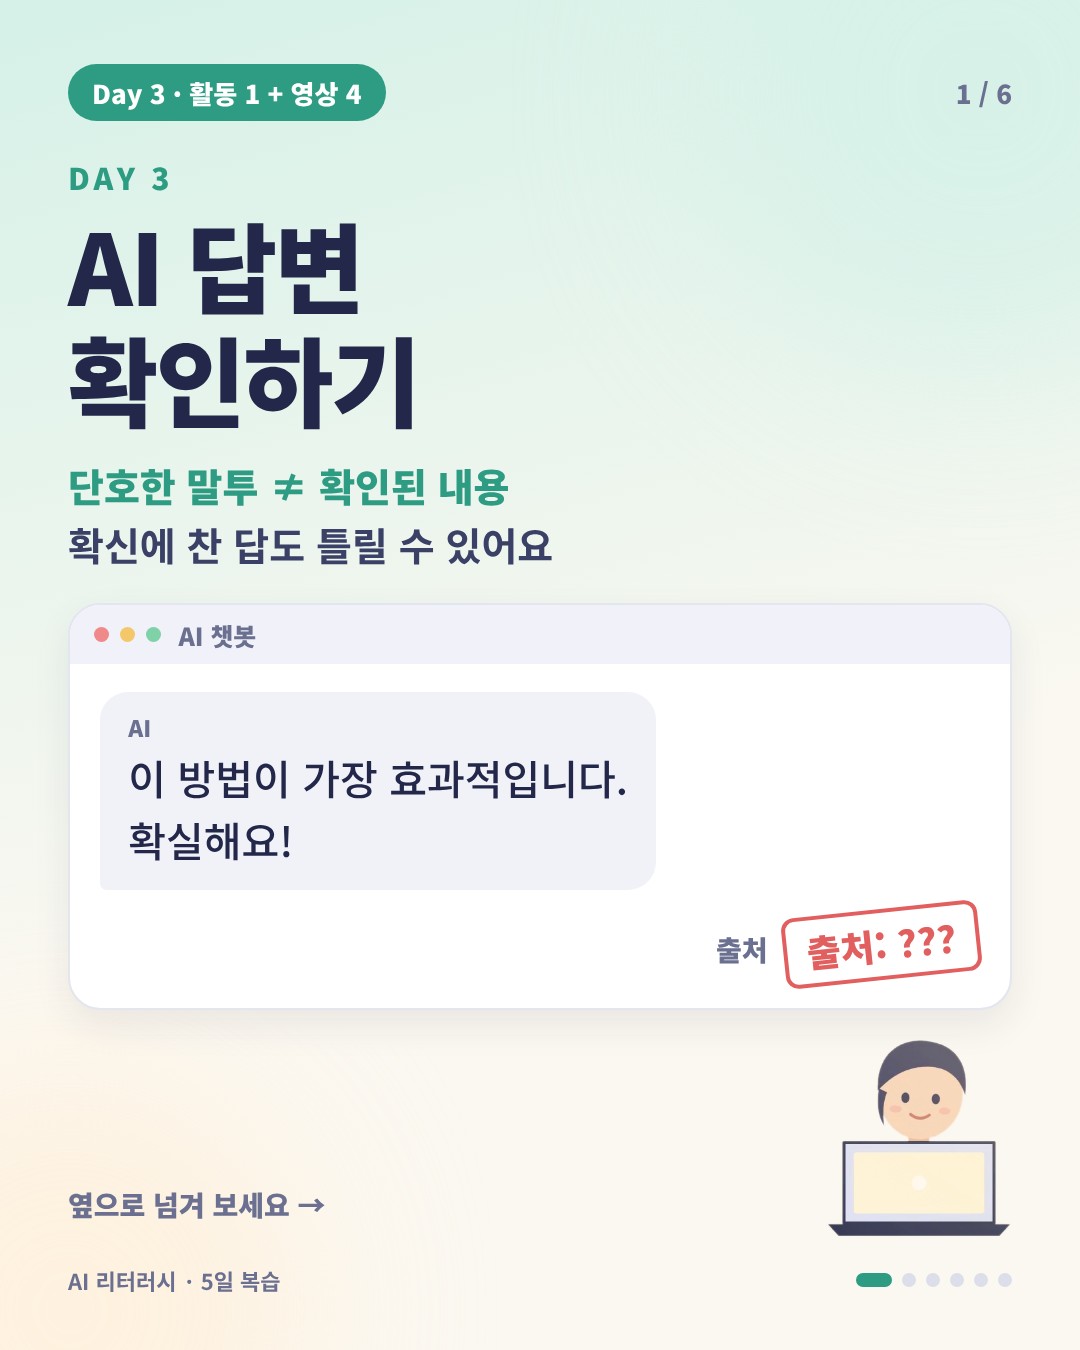 Day 3 · 활동 1 + 영상 4
1 / 6
DAY 3
AI 답변
확인하기
단호한 말투 ≠ 확인된 내용
확신에 찬 답도 틀릴 수 있어요
AI 챗봇
AI
이 방법이 가장 효과적입니다.
확실해요!
출처
출처: ???
옆으로 넘겨 보세요 →
AI 리터러시 · 5일 복습